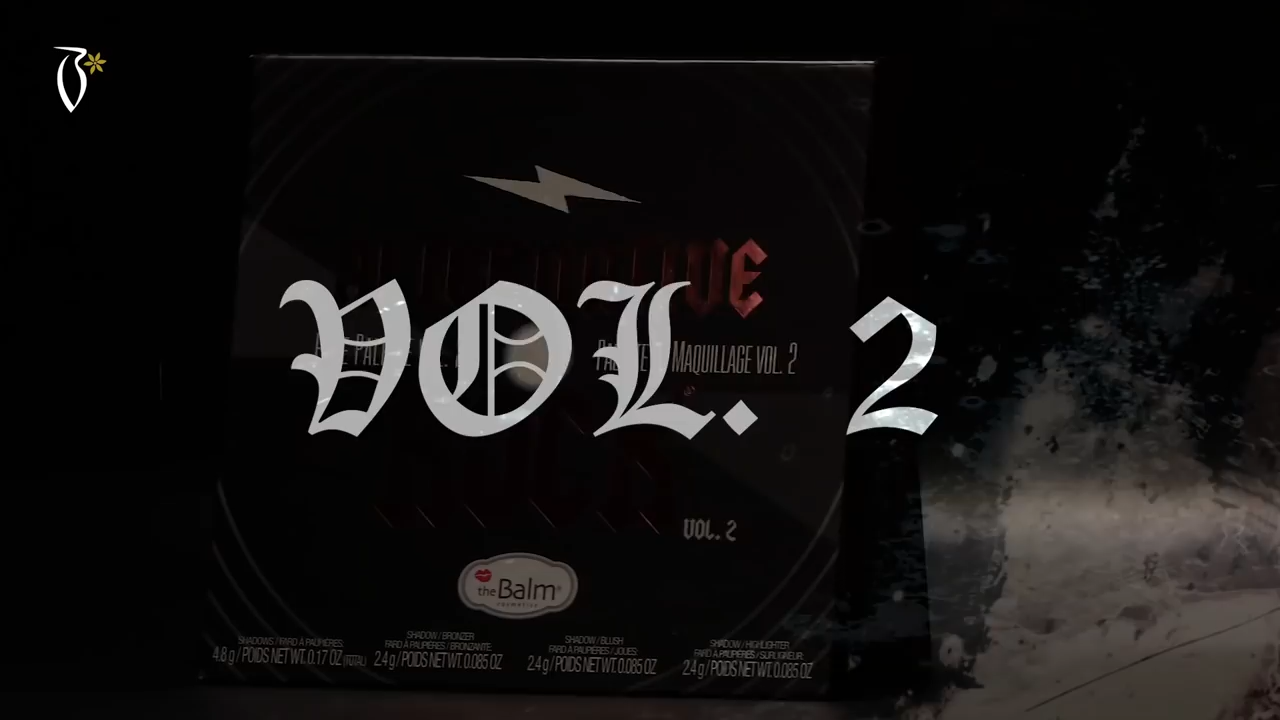 VOL. 2
MAQUILLAGE VOL. 2
VOL. 2
theBalm®
cosmetics
SHADOWS / FARD À PAUPIÈRES:
4.8 g / POIDS NET WT. 0.17 OZ (TOTAL)
SHADOW / BRONZER
FARD À PAUPIÈRES / BRONZANTE:
2.4 g / POIDS NET WT. 0.085 OZ
SHADOW / BLUSH
FARD À PAUPIÈRES / JOUES:
2.4 g / POIDS NET WT. 0.085 OZ
SHADOW / HIGHLIGHTER
FARD À PAUPIÈRES / SURLIGNEUR:
2.4 g / POIDS NET WT. 0.085 OZ